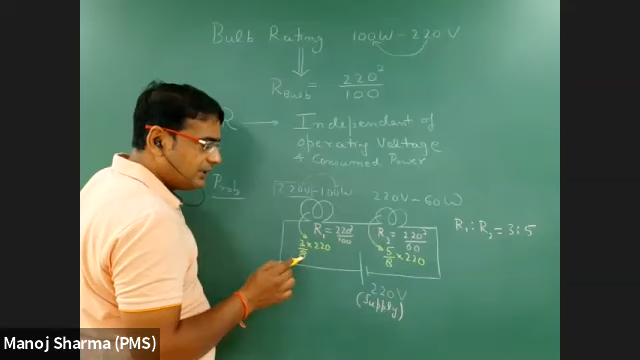 Bulb Rating 100W - 220V
R_Bulb = 220²/100
R → Independent of
operating Voltage
& Consumed Power
Prob 220V-100W 220V-60W
R₁ = 220²/100 R₂ = 220²/60 R₁ : R₂ = 3:5
3/8 × 220 5/8 × 220
220V
(Supply)
Manoj Sharma (PMS)